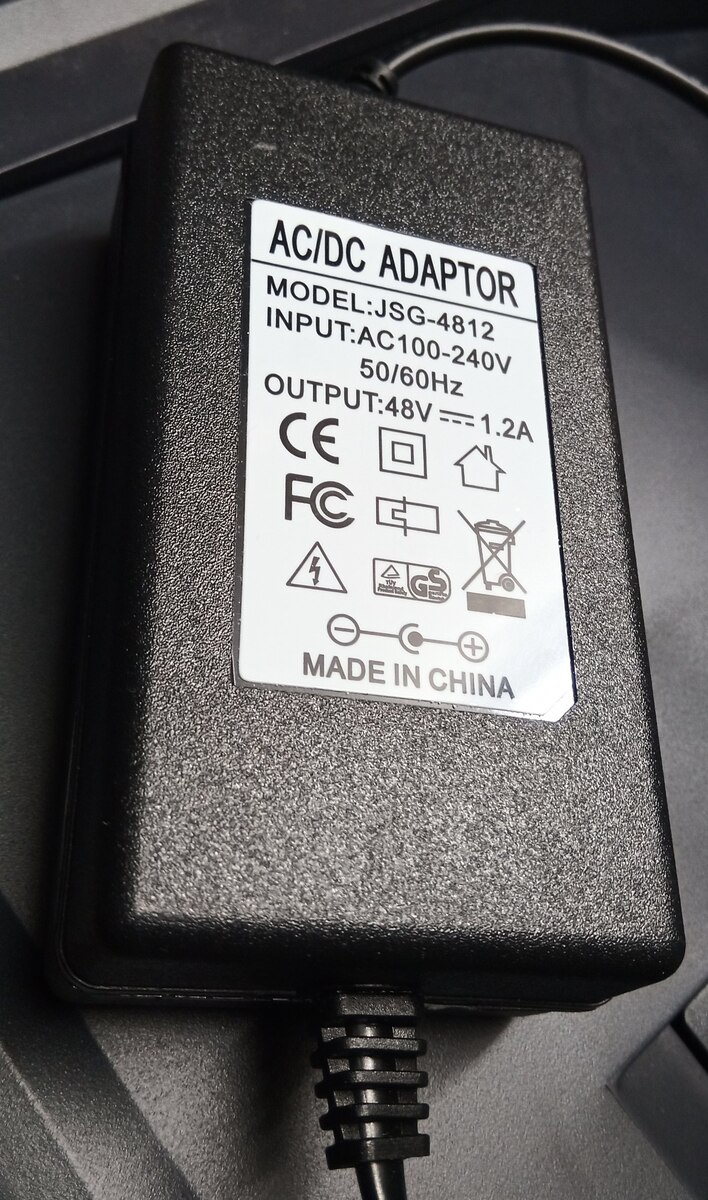 AC/DC ADAPTOR
MODEL:JSG-4812
INPUT:AC100-240V
50/60Hz
OUTPUT:48V ⎓ 1.2A
CE
FC
TÜV
GS
MADE IN CHINA